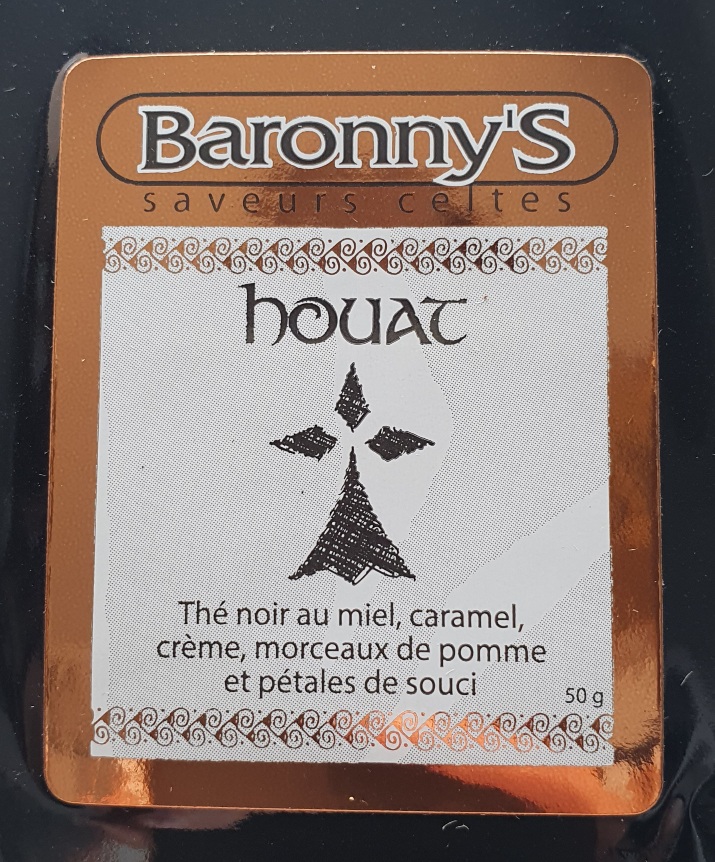 Baronny'S
saveurs celtes
houat
Thé noir au miel, caramel,
crème, morceaux de pomme
et pétales de souci
50 g